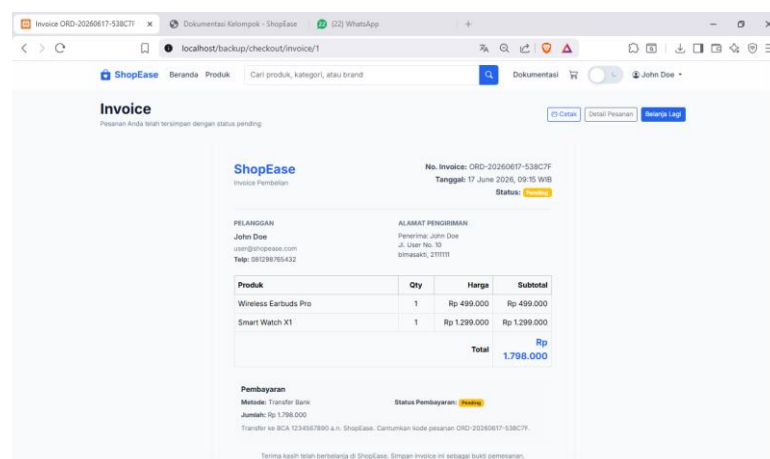 Invoice ORD-20260617-538C7F
Dokumentasi Kelompok - ShopEase
(22) WhatsApp
localhost/backup/checkout/invoice/1
ShopEase Beranda Produk Cari produk, kategori, atau brand Dokumentasi John Doe
Invoice
Pesanan Anda telah tersimpan dengan status pending
Cetak Detail Pesanan Belanja Lagi
ShopEase
Invoice Pembelian
No. Invoice: ORD-20260617-538C7F
Tanggal: 17 June 2026, 09:15 WIB
Status: Pending
PELANGGAN
John Doe
user@shopease.com
Telp: 081298765432
ALAMAT PENGIRIMAN
Penerima: John Doe
Jl. User No. 10
bimasakti, 2111111
Produk Qty Harga Subtotal
Wireless Earbuds Pro 1 Rp 499.000 Rp 499.000
Smart Watch X1 1 Rp 1.299.000 Rp 1.299.000
Total Rp
1.798.000
Pembayaran
Metode: Transfer Bank
Jumlah: Rp 1.798.000
Status Pembayaran: Pending
Transfer ke BCA 1234567890 a.n. ShopEase. Cantumkan kode pesanan ORD-20260617-538C7F.
Terima kasih telah berbelanja di ShopEase. Simpan invoice ini sebagai bukti pemesanan.